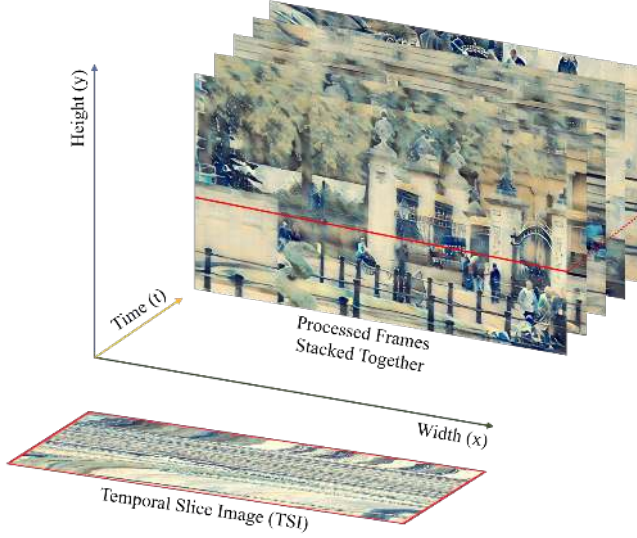 Height (y)
Time (t)
Processed Frames
Stacked Together
Width (x)
Temporal Slice Image (TSI)